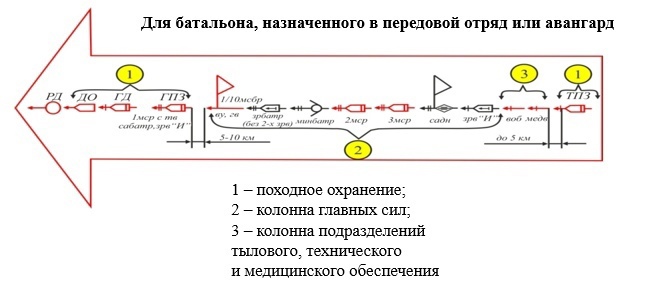 Для батальона, назначенного в передовой отряд или авангард
1 3 1
РД ДО ГД ГПЗ 1/10мсбр ТПЗ
1мср с тв ву, гв зрбатр минбатр 2мср 3мср садн зрв"И" воб медв
сабатр, зрв "И" (без 2-х зрв)
5-10 км 2 до 5 км
1 – походное охранение;
2 – колонна главных сил;
3 – колонна подразделений
тылового, технического
и медицинского обеспечения